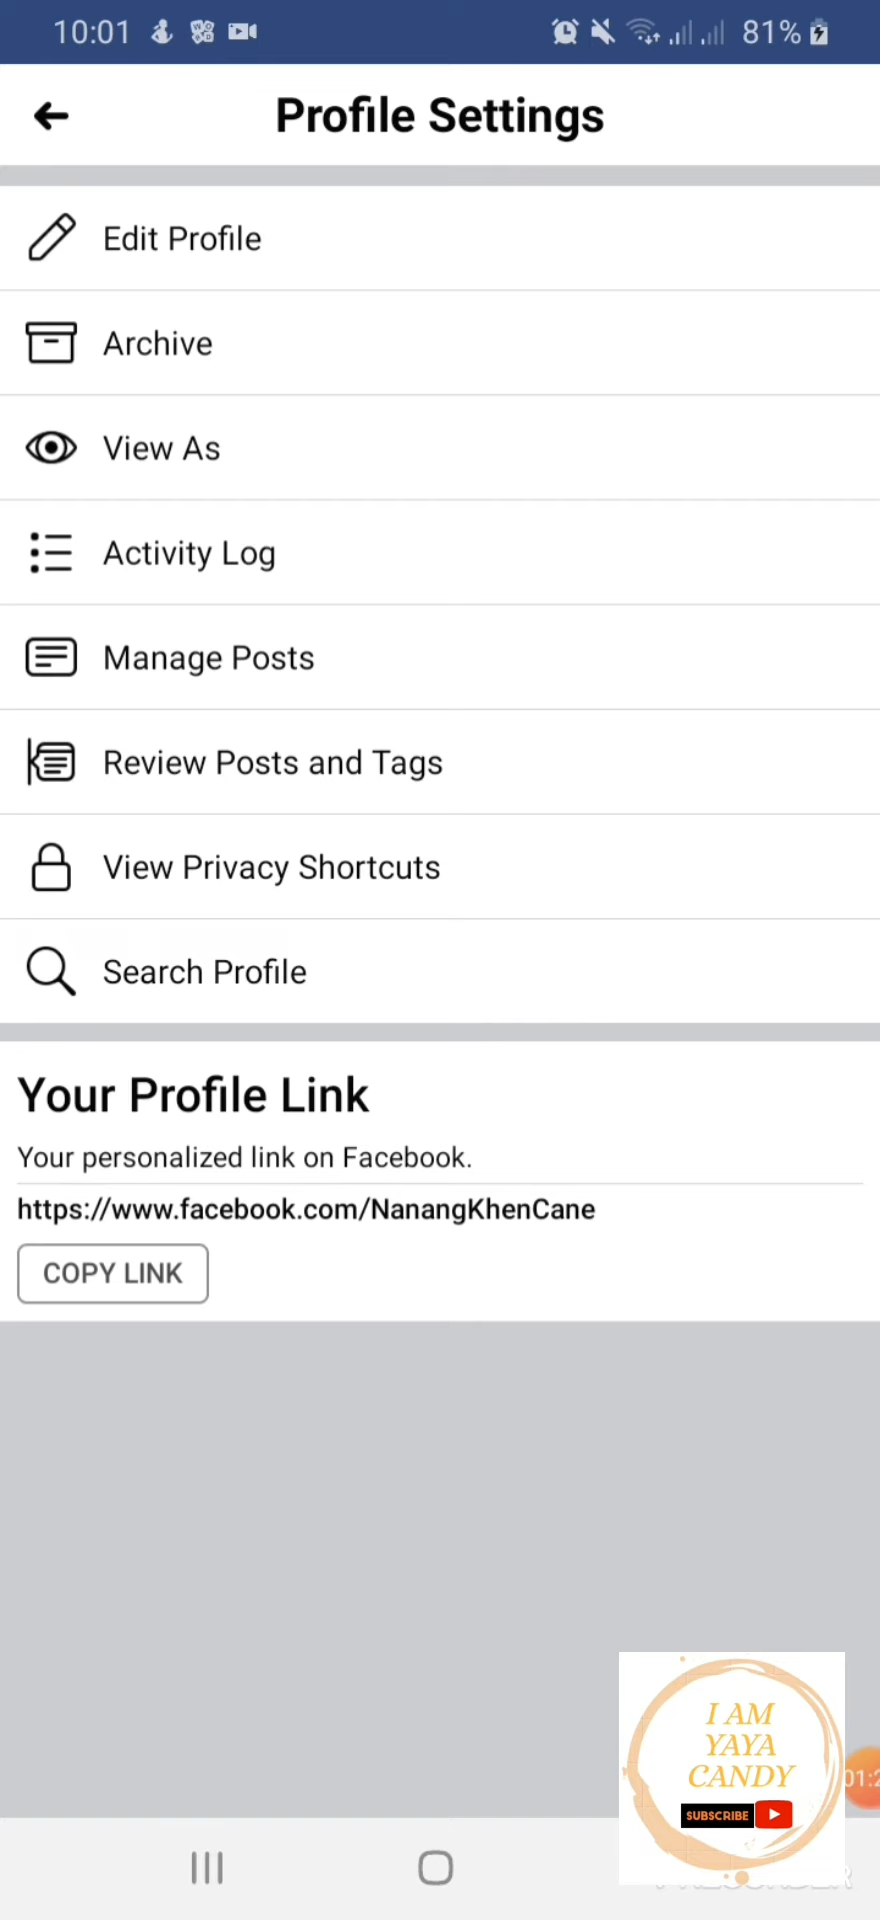 10:01 81%
Profile Settings
Edit Profile
Archive
View As
Activity Log
Manage Posts
Review Posts and Tags
View Privacy Shortcuts
Search Profile
Your Profile Link
Your personalized link on Facebook.
https://www.facebook.com/NanangKhenCane
COPY LINK
I AM
YAYA
CANDY
SUBSCRIBE